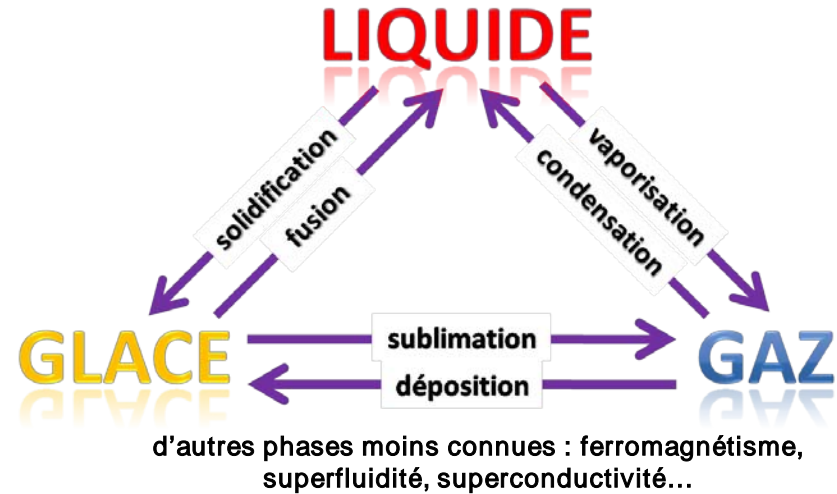 LIQUIDE
solidification
fusion
condensation
vaporisation
GLACE
sublimation
déposition
GAZ
d'autres phases moins connues : ferromagnétisme,
superfluidité, superconductivité...